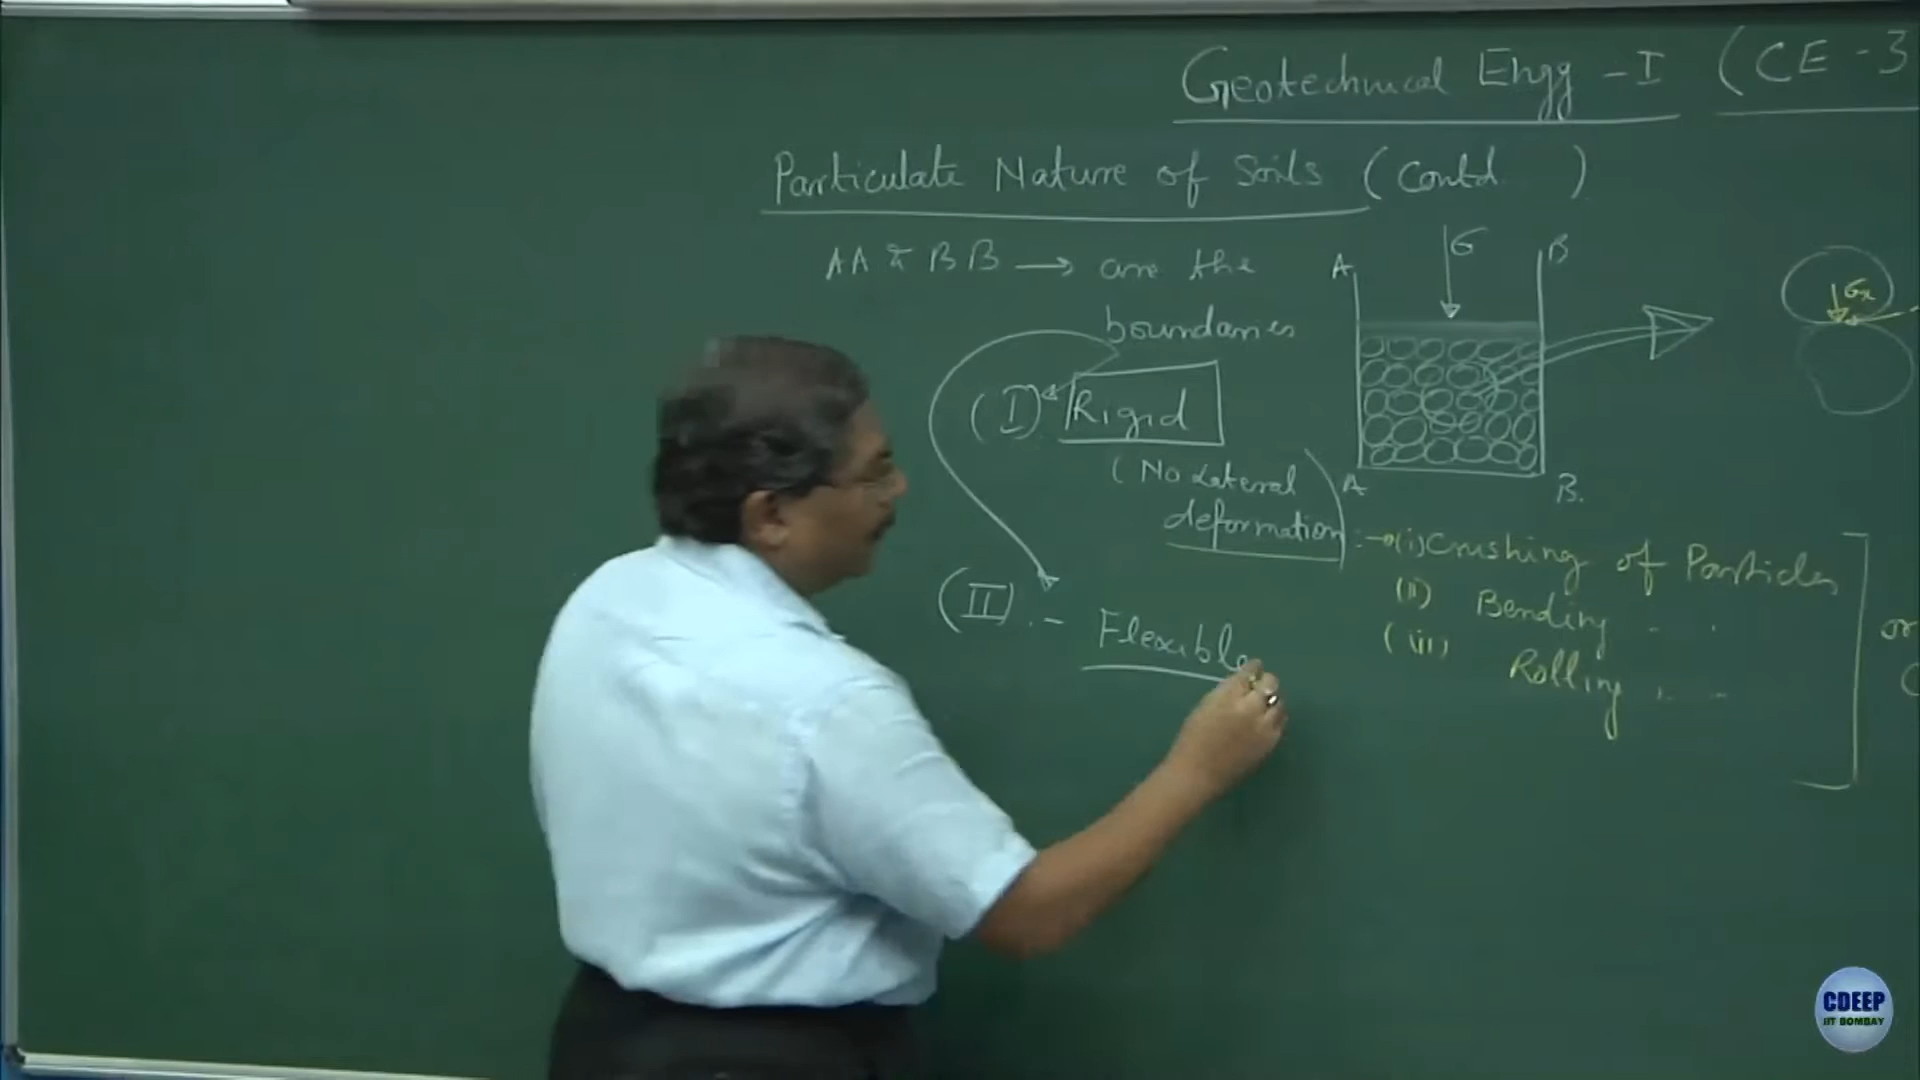 Geotechnical Engg - I (CE - 3
Particulate Nature of Soils (Contd )
AA & BB → are the
boundaries
(I) Rigid
(No Lateral
deformation)
:→ (i) Crushing of Particles
(ii) Bending " "
(iii) Rolling " "
(II) :- Flexible
A
σ
B
A
B.
σx
or
C
CDEEP
IIT BOMBAY